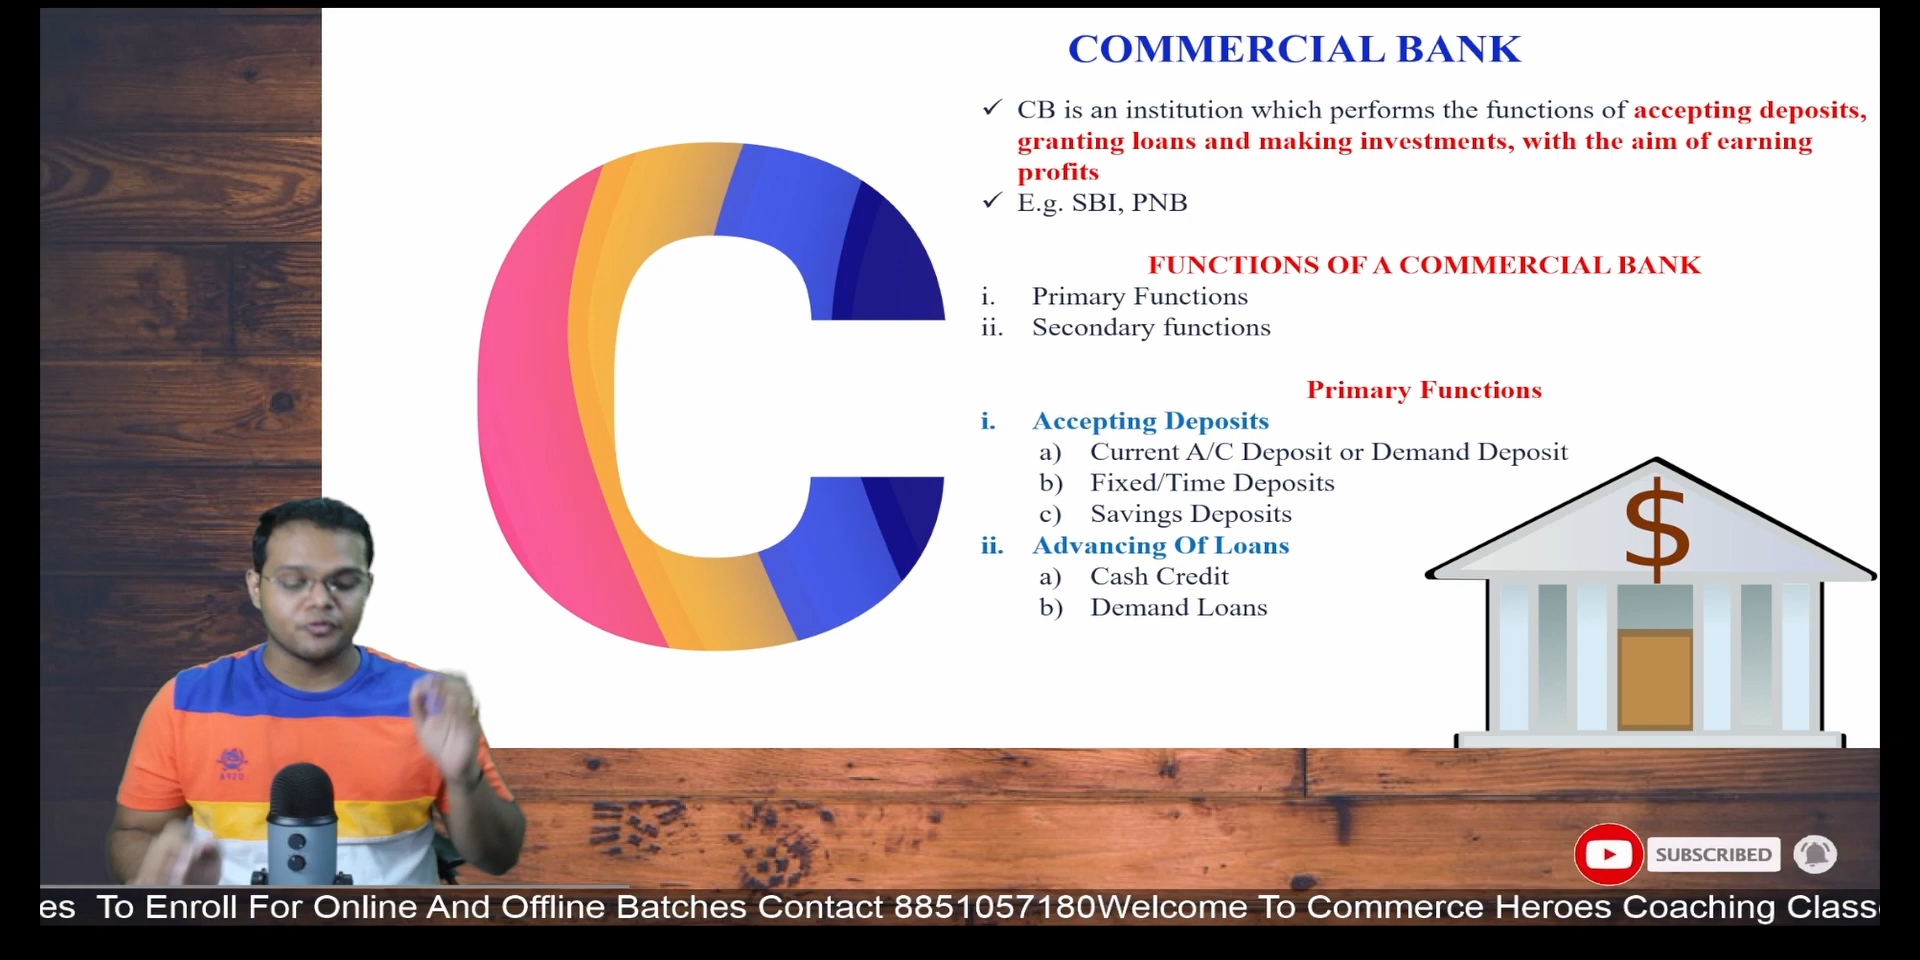 COMMERCIAL BANK
✓ CB is an institution which performs the functions of accepting deposits,
granting loans and making investments, with the aim of earning
profits
✓ E.g. SBI, PNB
FUNCTIONS OF A COMMERCIAL BANK
i. Primary Functions
ii. Secondary functions
Primary Functions
i. Accepting Deposits
a) Current A/C Deposit or Demand Deposit
b) Fixed/Time Deposits
c) Savings Deposits
ii. Advancing Of Loans
a) Cash Credit
b) Demand Loans
$
C
SUBSCRIBED
es To Enroll For Online And Offline Batches Contact 8851057180Welcome To Commerce Heroes Coaching Class